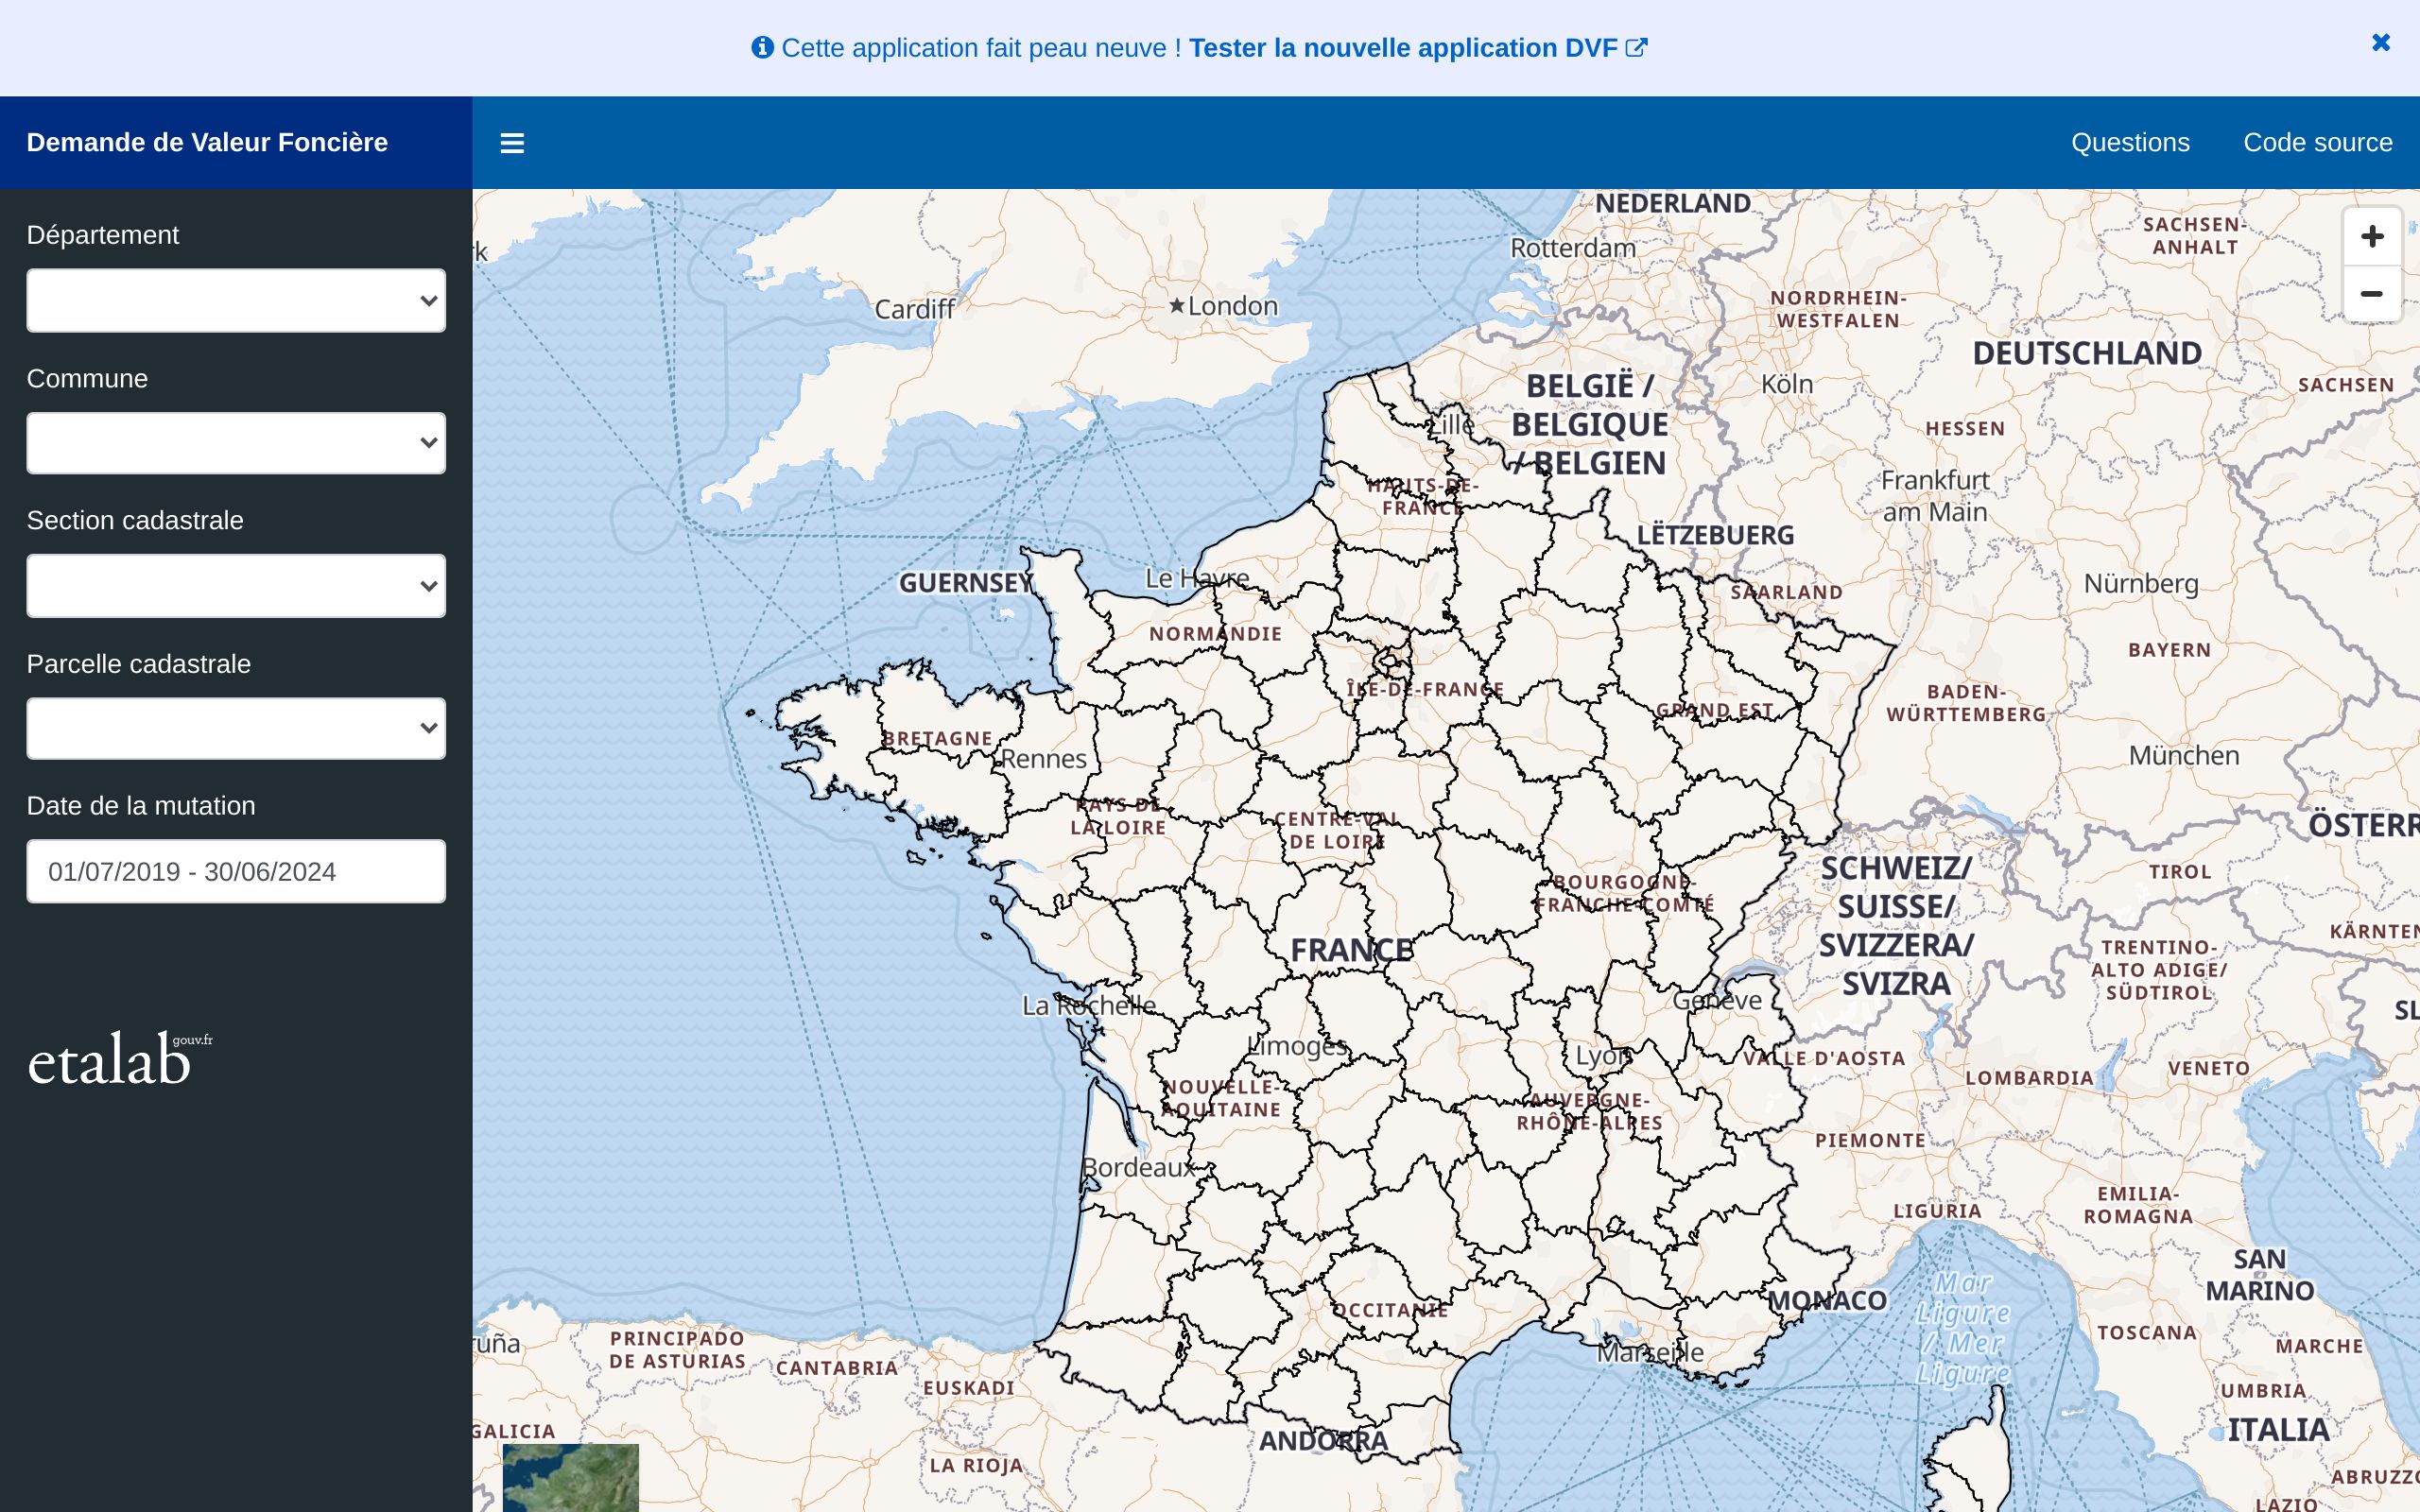 Cette application fait peau neuve ! Tester la nouvelle application DVF
Demande de Valeur Foncière
Questions
Code source
Département
Commune
Section cadastrale
Parcelle cadastrale
Date de la mutation
01/07/2019 - 30/06/2024
etalab
gouv.fr
NEDERLAND
Rotterdam
SACHSEN-
ANHALT
rk
Cardiff
London
NORDRHEIN-
WESTFALEN
DEUTSCHLAND
Köln
SACHSEN
BELGIË /
BELGIQUE
/ BELGIEN
Lille
HESSEN
HAUTS-DE-
FRANCE
Frankfurt
am Main
LËTZEBUERG
GUERNSEY
Le Havre
SAARLAND
Nürnberg
NORMANDIE
BAYERN
ÎLE-DE-FRANCE
GRAND EST
BADEN-
WÜRTTEMBERG
BRETAGNE
Rennes
München
PAYS DE
LA LOIRE
CENTRE-VAL
DE LOIRE
ÖSTERR
SCHWEIZ/
SUISSE/
SVIZZERA/
SVIZRA
TIROL
BOURGOGNE-
FRANCHE-COMTÉ
KÄRNTEN
FRANCE
TRENTINO-
ALTO ADIGE/
SÜDTIROL
La Rochelle
Genève
SL
Limoges
Lyon
VALLE D'AOSTA
LOMBARDIA
VENETO
NOUVELLE-
AQUITAINE
AUVERGNE-
RHÔNE-ALPES
PIEMONTE
Bordeaux
LIGURIA
EMILIA-
ROMAGNA
SAN
MARINO
Mar
Ligure
/ Mer
Ligure
MONACO
OCCITANIE
TOSCANA
MARCHE
Marseille
ruña
PRINCIPADO
DE ASTURIAS
CANTABRIA
EUSKADI
UMBRIA
GALICIA
ANDORRA
ITALIA
LA RIOJA
ABRUZZO
LAZIO